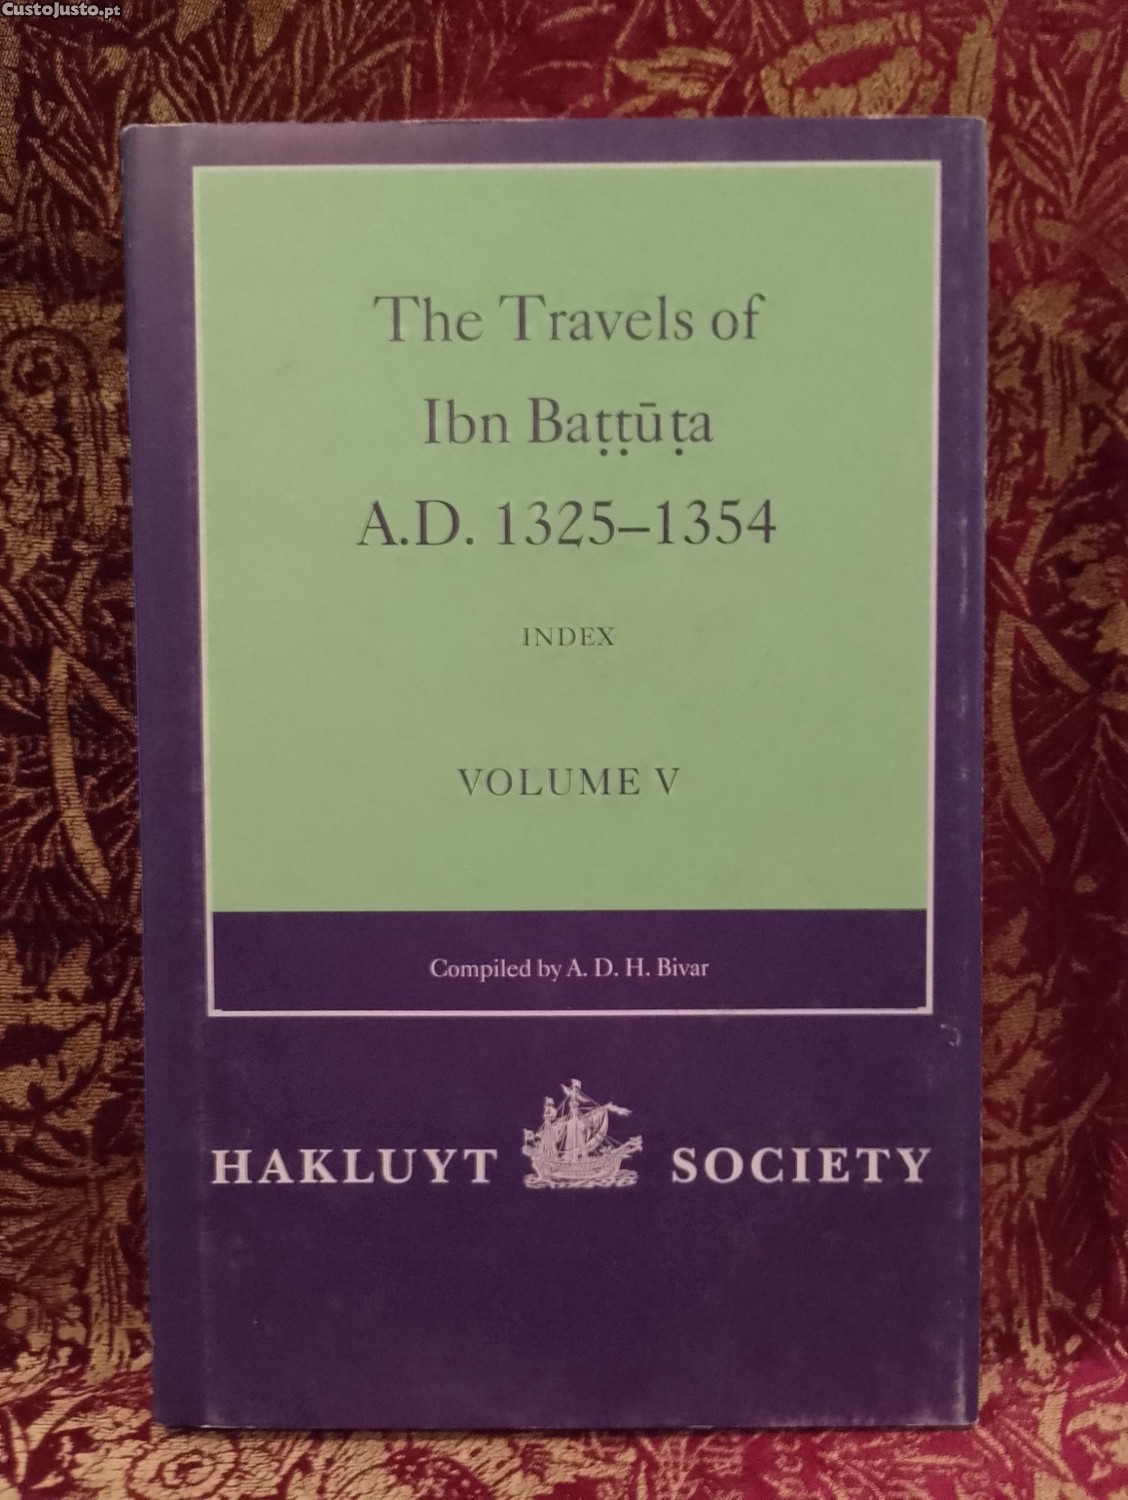 CustoJusto.pt
The Travels of
Ibn Baṭṭūṭa
A.D. 1325–1354
INDEX
VOLUME V
Compiled by A. D. H. Bivar
HAKLUYT SOCIETY